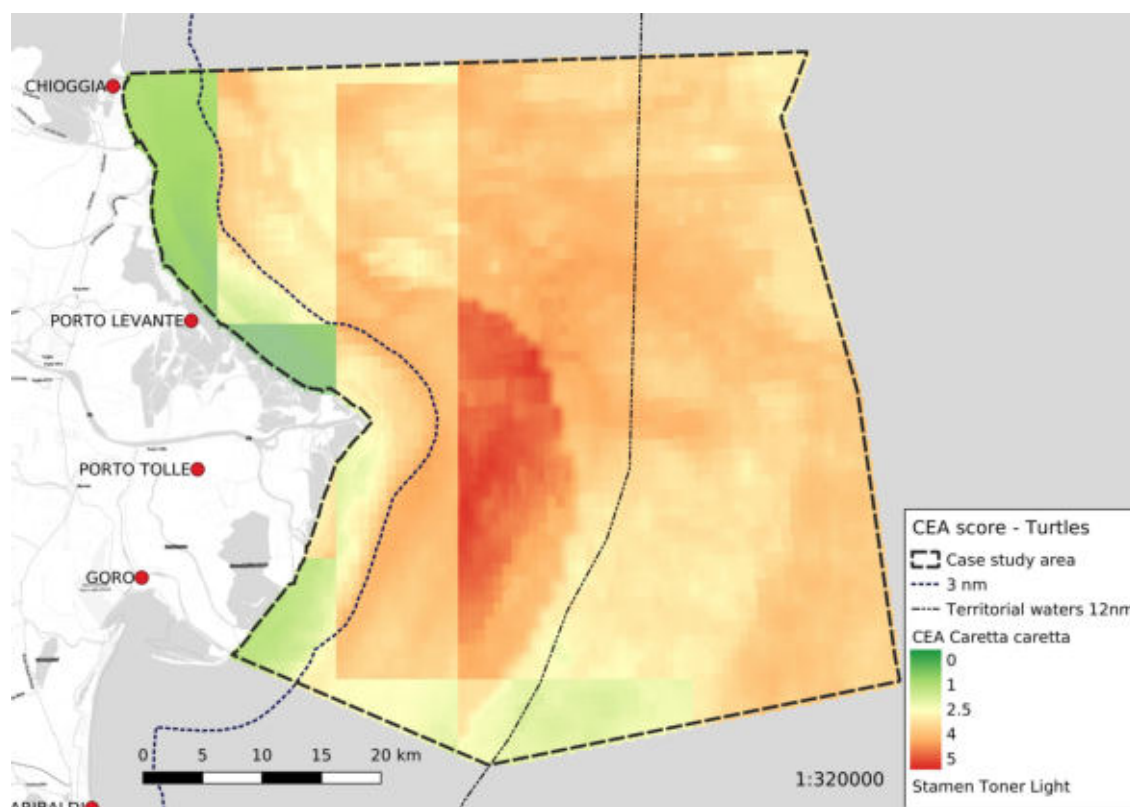 CHIOGGIA
PORTO LEVANTE
PORTO TOLLE
GORO
0 5 10 15 20 km
1:320000
CEA score - Turtles
Case study area
3 nm
Territorial waters 12nm
CEA Caretta caretta
0
1
2.5
4
5
Stamen Toner Light